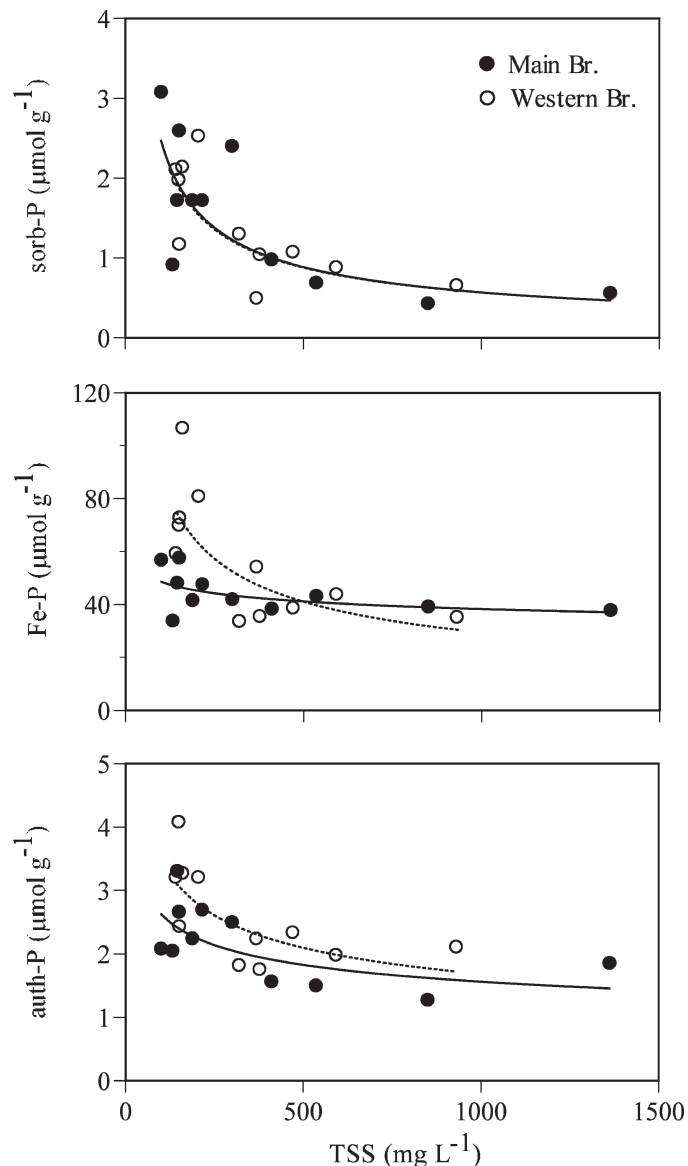 4
3
2
1
0
sorb-P (μmol g⁻¹)
Main Br.
Western Br.
120
80
40
0
Fe-P (μmol g⁻¹)
5
4
3
2
1
0
auth-P (μmol g⁻¹)
0 500 1000 1500
TSS (mg L⁻¹)